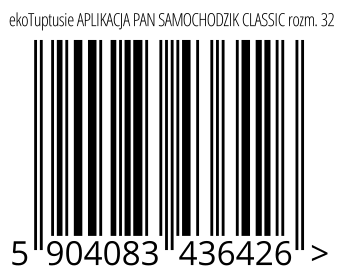 ekoTuptusie APLIKACJA PAN SAMOCHODZIK CLASSIC rozm. 32
5 904083 436426 >